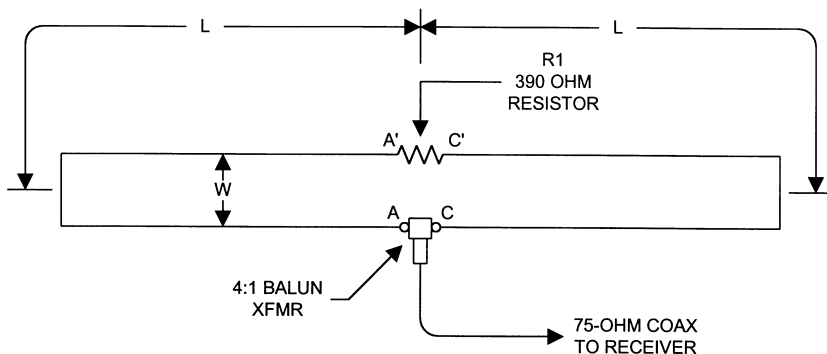 L
L
R1
390 OHM
RESISTOR
A'
C'
W
A
C
4:1 BALUN
XFMR
75-OHM COAX
TO RECEIVER